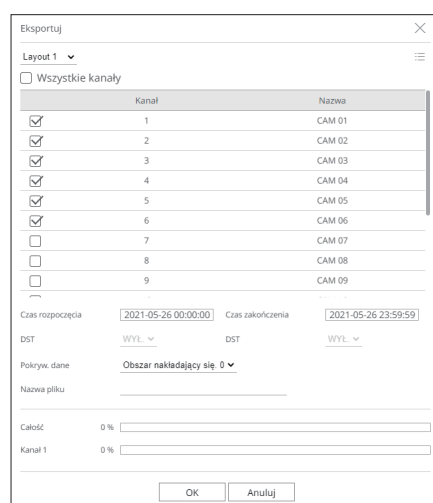 Eksportuj
Layout 1
Wszystkie kanały
Kanał Nazwa
1 CAM 01
2 CAM 02
3 CAM 03
4 CAM 04
5 CAM 05
6 CAM 06
7 CAM 07
8 CAM 08
9 CAM 09
Czas rozpoczęcia 2021-05-26 00:00:00 Czas zakończenia 2021-05-26 23:59:59
DST WYŁ. DST WYŁ.
Pokryw. dane Obszar nakładający się. 0
Nazwa pliku
Całość 0 %
Kanał 1 0 %
OK Anuluj